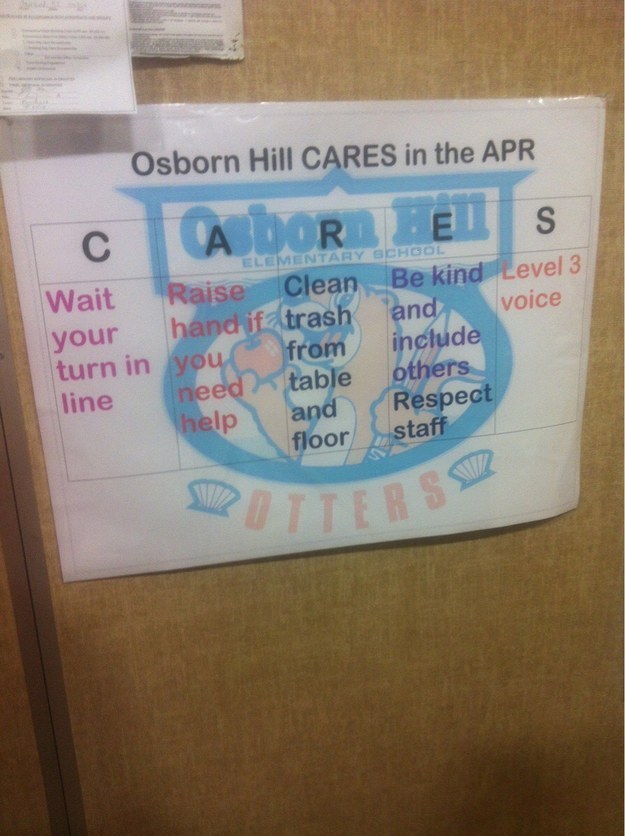 Osborn Hill CARES in the APR
Osborn Hill
ELEMENTARY SCHOOL
C
A
R
E
S
Wait
your
turn in
line
Raise
hand if
you
need
help
Clean
trash
from
table
and
floor
Be kind
and
include
others
Respect
staff
Level 3
voice
OTTERS